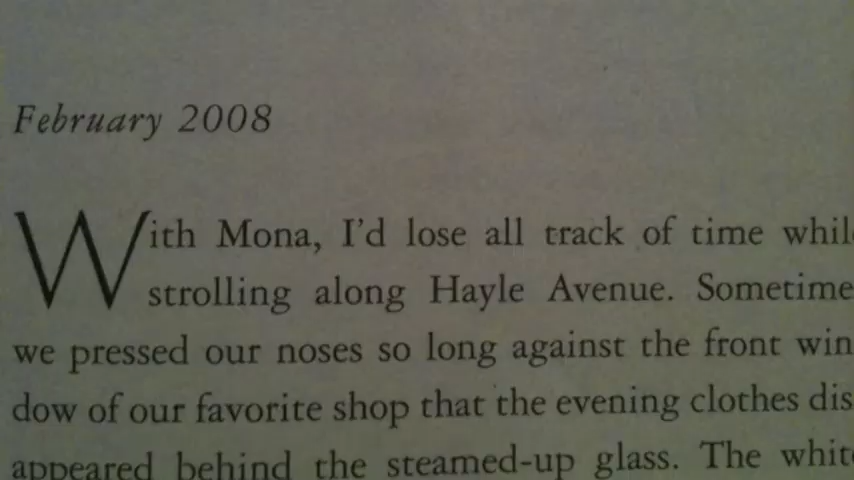 February 2008
With Mona, I'd lose all track of time while
strolling along Hayle Avenue. Sometime
we pressed our noses so long against the front win
dow of our favorite shop that the evening clothes dis
appeared behind the steamed-up glass. The white